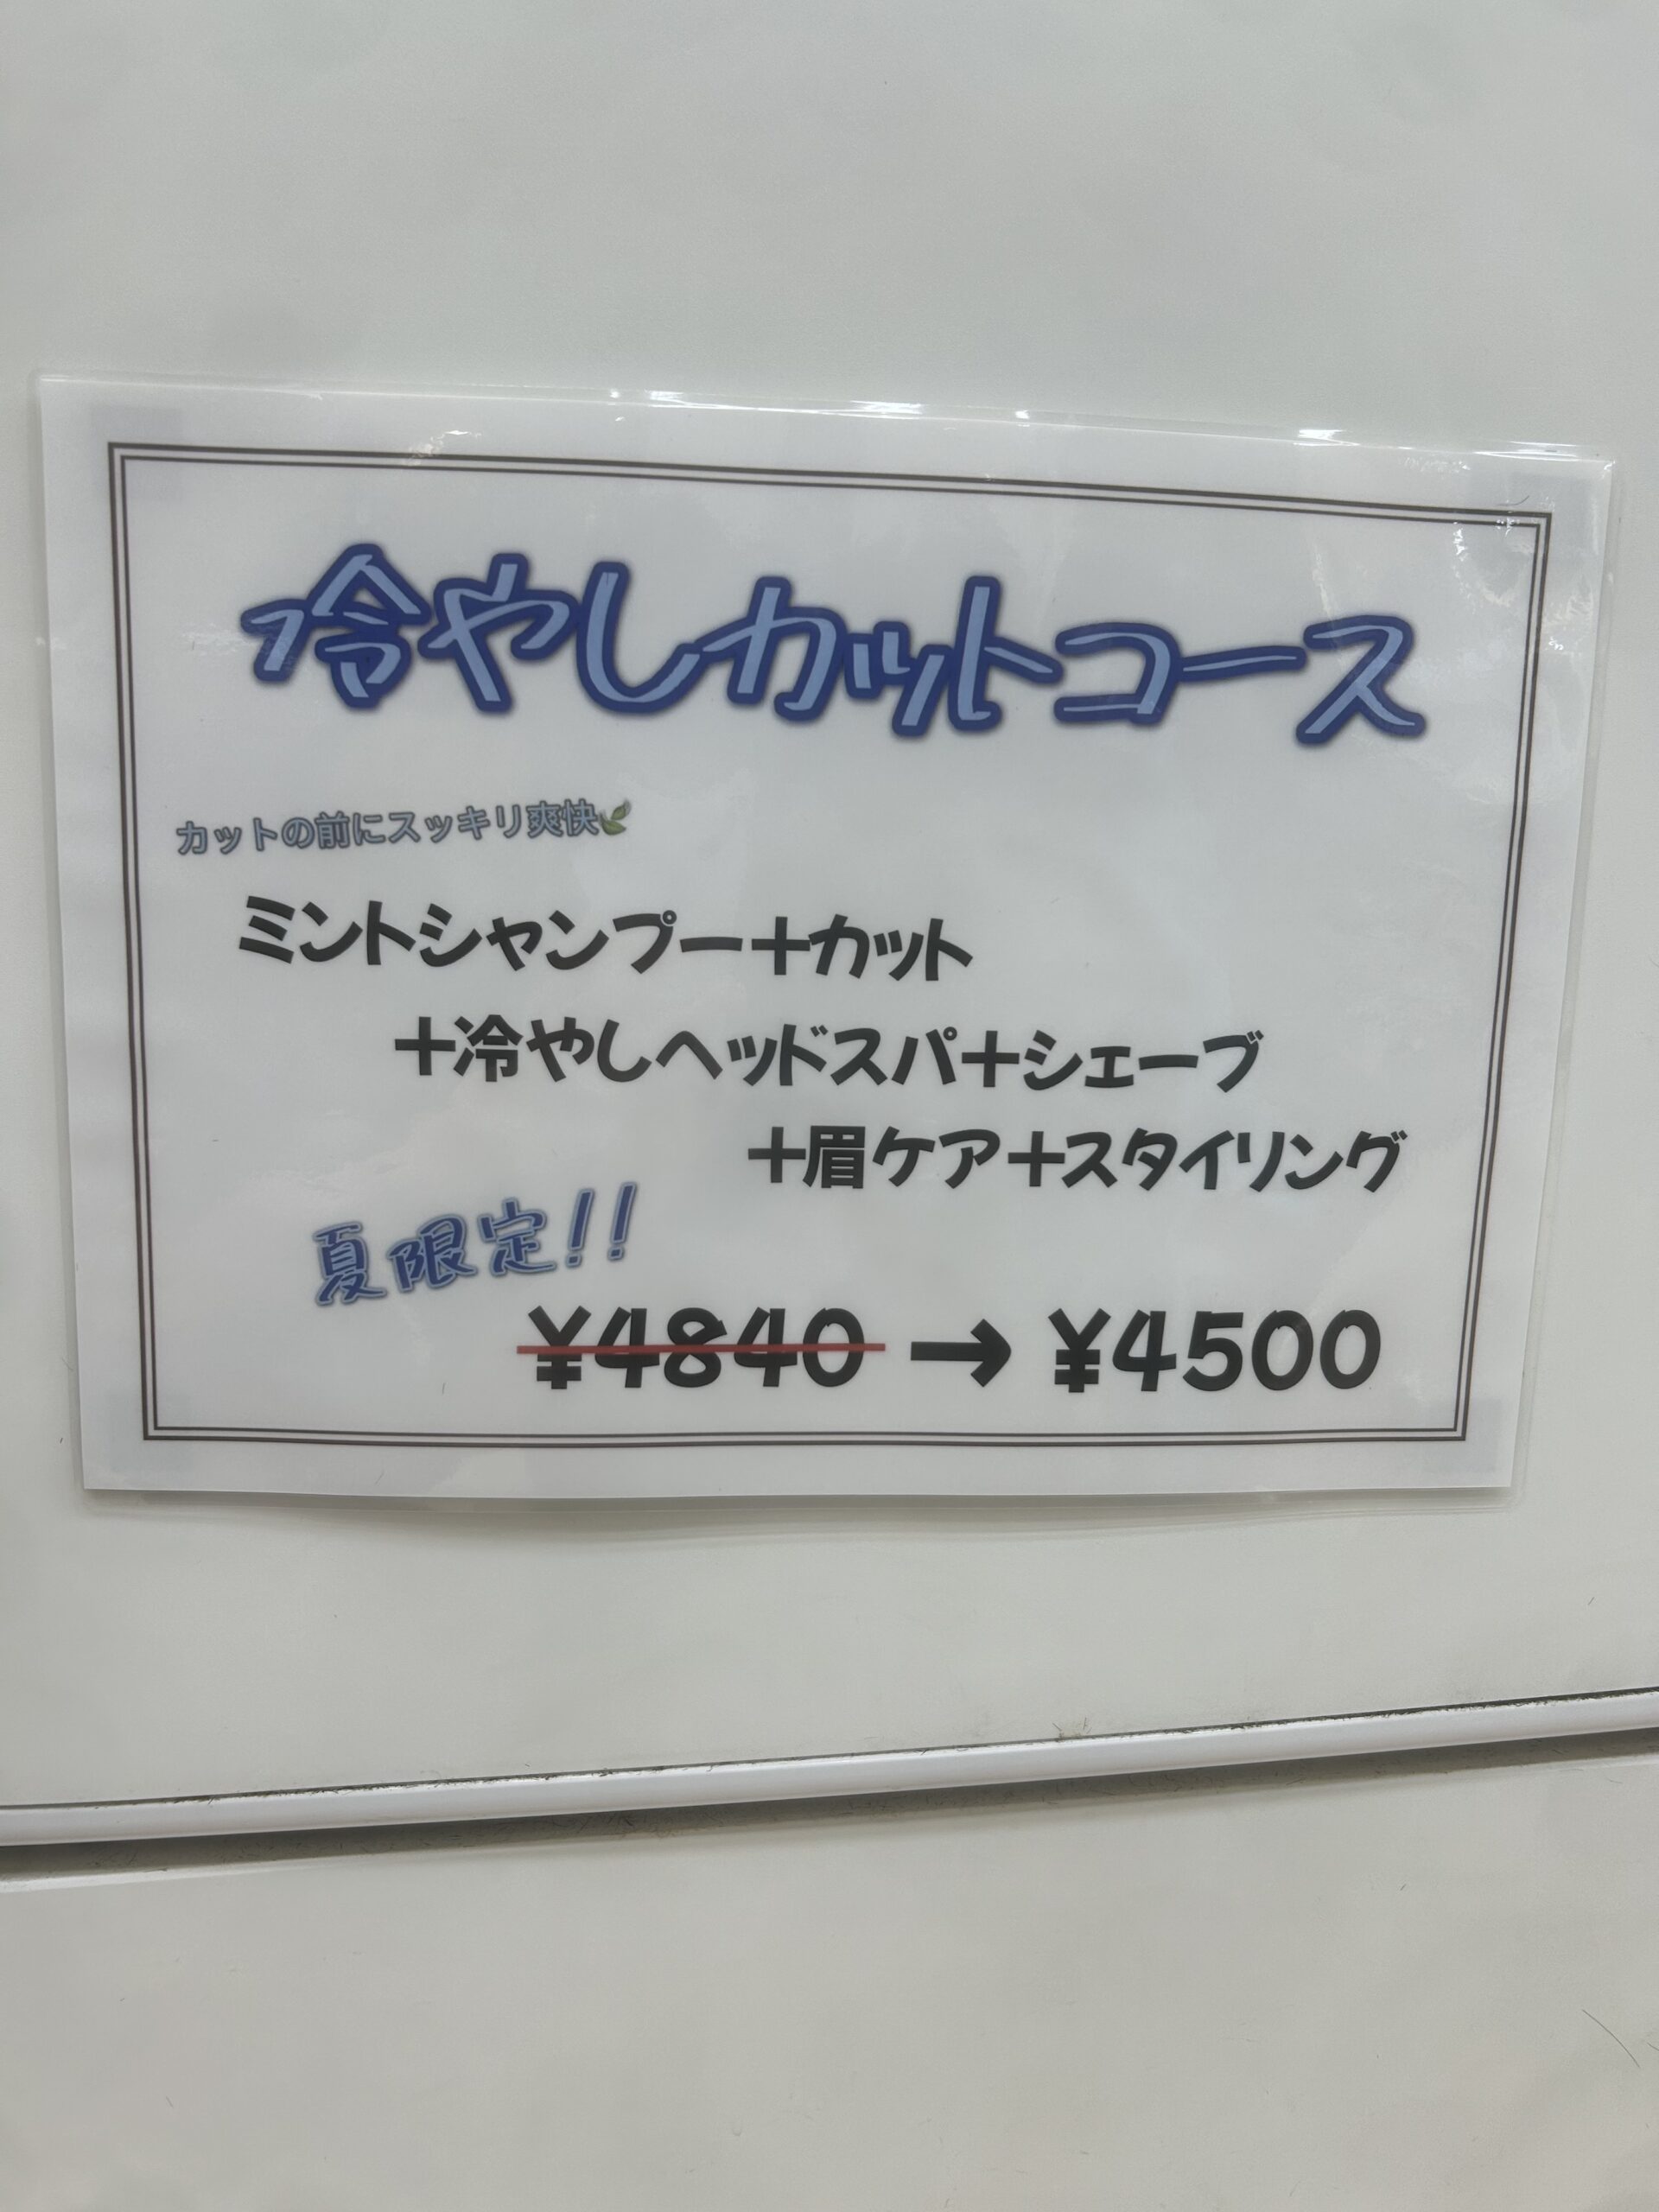 冷やしカットコース
カットの前にスッキリ爽快🌿
ミントシャンプー+カット
+冷やしヘッドスパ+シェーブ
+眉ケア+スタイリング
夏限定!!
¥4840 → ¥4500